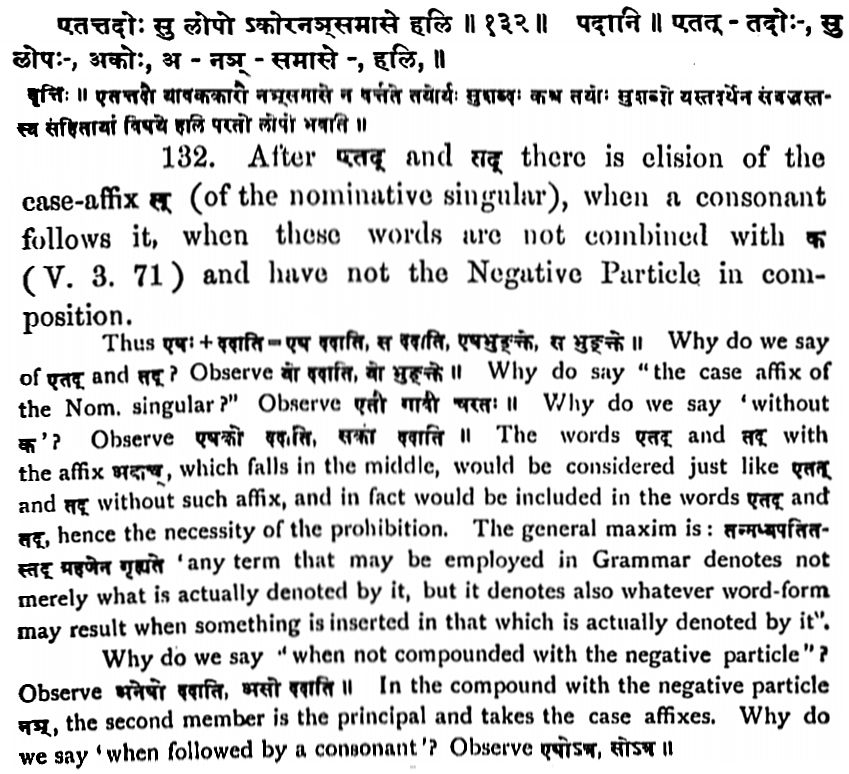 एतत्तदोः सु लोपो ऽकोरनञ्समासे हलि ॥ १३२ ॥ पदानि ॥ एतत् - तदोः-, सु
लोपः-, अकोः, अ - नञ् - समासे -, हलि, ॥
वृत्तिः ॥ एतत्तदौ यावककारौ नञ्समासे न वर्त्तते तयोर्यः सुशब्दः कश्च तयोः सुशब्दो यस्तदर्थेन संबद्धस्त-
स्य संहितायां विषये हलि परतो लोपो भवति ॥
132. After एतद् and तद् there is elision of the
case-affix स् (of the nominative singular), when a consonant
follows it, when these words are not combined with क
(V. 3. 71) and have not the Negative Particle in com-
position.
Thus एषः + ददाति = एष ददाति, स ददाति, एषभुङ्क्ते, स भुङ्क्ते ॥ Why do we say
of एतद् and तद्? Observe यो ददाति, यो भुङ्क्ते ॥ Why do say "the case affix of
the Nom. singular?" Observe एतौ गावौ चरतः ॥ Why do we say 'without
क'? Observe एषको ददाति, सको ददाति ॥ The words एतद् and तद् with
the affix अकच्, which falls in the middle, would be considered just like एतद्
and तद् without such affix, and in fact would be included in the words एतद् and
तद्, hence the necessity of the prohibition. The general maxim is: तन्मध्यपतित-
स्तद् ग्रहणेन गृह्यते 'any term that may be employed in Grammar denotes not
merely what is actually denoted by it, but it denotes also whatever word-form
may result when something is inserted in that which is actually denoted by it".
Why do we say "when not compounded with the negative particle"?
Observe अनेषो ददाति, असो ददाति ॥ In the compound with the negative particle
नञ्, the second member is the principal and takes the case affixes. Why do
we say 'when followed by a consonant'? Observe एषोऽत्र, सोऽत्र ॥